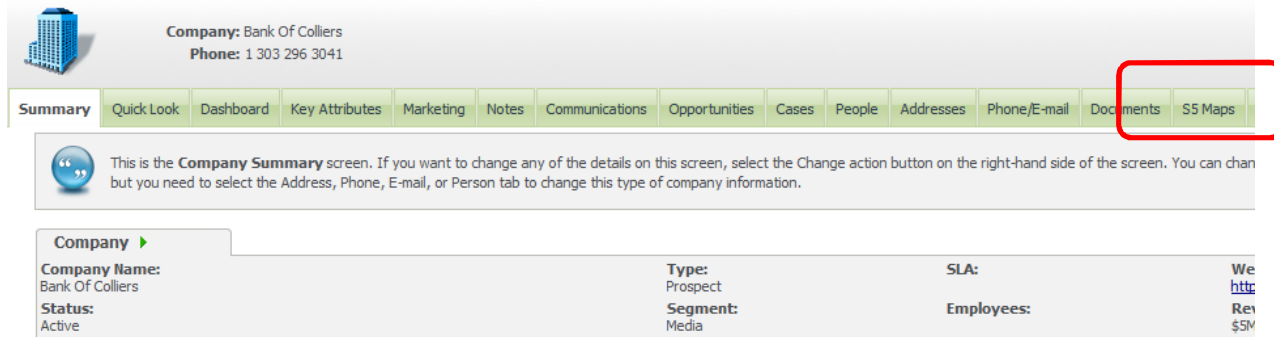 Company: Bank Of Colliers
Phone: 1 303 296 3041
Summary Quick Look Dashboard Key Attributes Marketing Notes Communications Opportunities Cases People Addresses Phone/E-mail Documents S5 Maps
This is the Company Summary screen. If you want to change any of the details on this screen, select the Change action button on the right-hand side of the screen. You can chan
but you need to select the Address, Phone, E-mail, or Person tab to change this type of company information.
Company
Company Name: Type: SLA: We
Bank Of Colliers Prospect http
Status: Segment: Employees: Rev
Active Media $5M